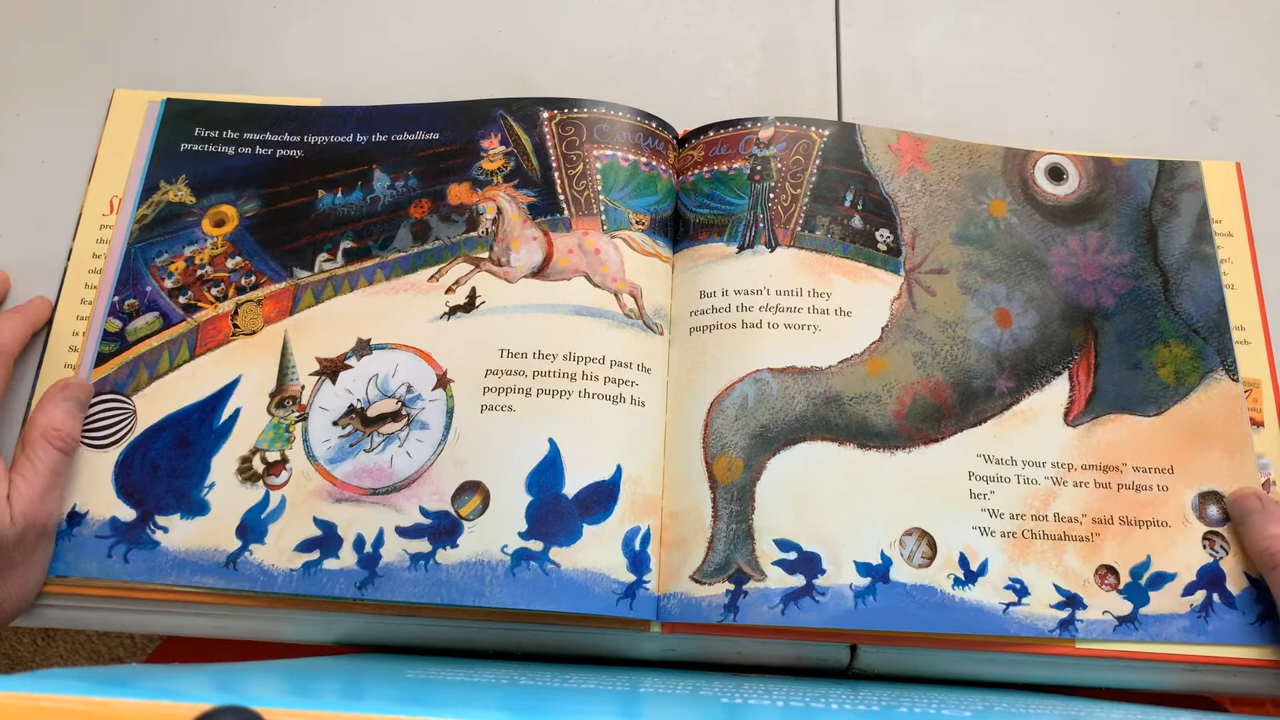 First the muchachos tippytoed by the caballista
practicing on her pony.
Cirque de
Then they slipped past the
payaso, putting his paper-
popping puppy through his
paces.
But it wasn't until they
reached the elefante that the
puppitos had to worry.
"Watch your step, amigos," warned
Poquito Tito. "We are but pulgas to
her."
"We are not fleas," said Skippito.
"We are Chihuahuas!"